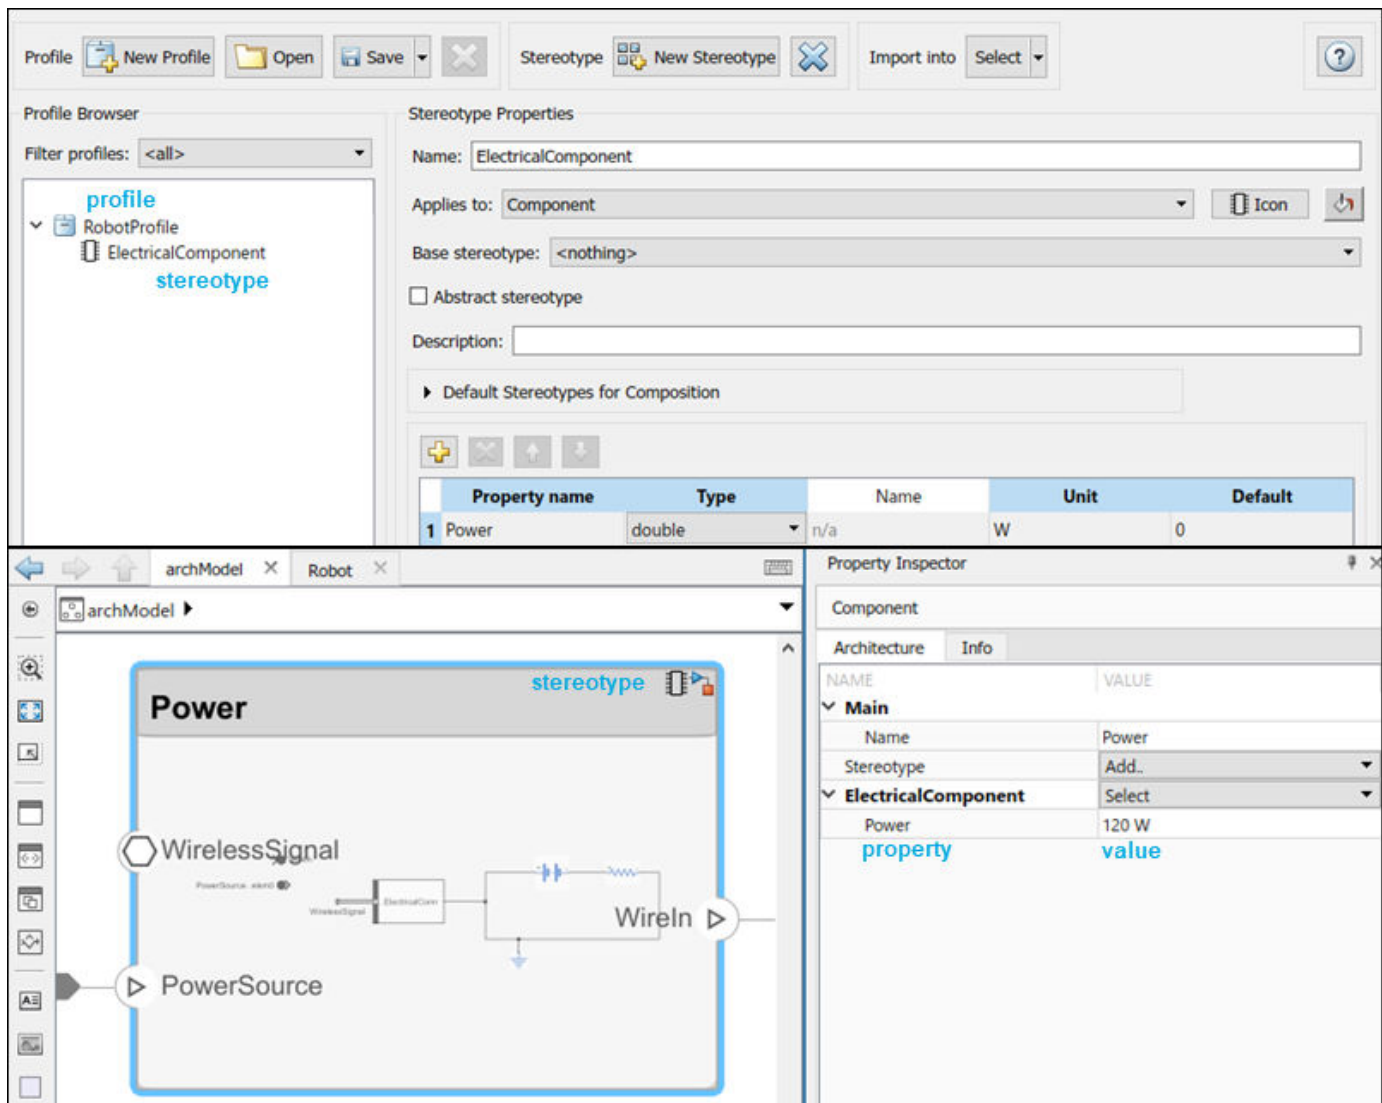 Profile New Profile Open Save Stereotype New Stereotype Import into Select
Profile Browser
Filter profiles: <all>
profile
RobotProfile
ElectricalComponent
stereotype
Stereotype Properties
Name: ElectricalComponent
Applies to: Component Icon
Base stereotype: <nothing>
Abstract stereotype
Description:
Default Stereotypes for Composition
Property name Type Name Unit Default
1 Power double n/a W 0
archModel Robot
archModel
stereotype
Power
WirelessSignal
WirelessSignal
ElectricalConn
WireIn
PowerSource
Property Inspector
Component
Architecture Info
NAME VALUE
Main
Name Power
Stereotype Add..
ElectricalComponent Select
Power 120 W
property value